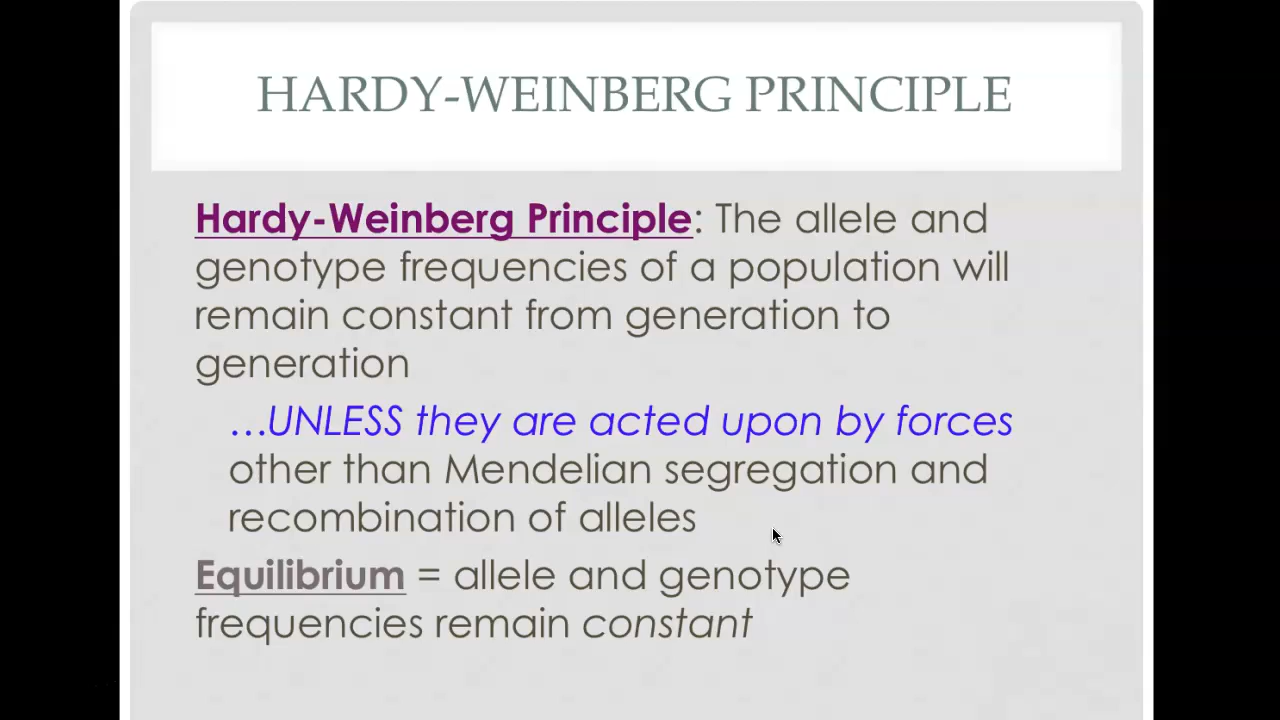 HARDY-WEINBERG PRINCIPLE
Hardy-Weinberg Principle: The allele and
genotype frequencies of a population will
remain constant from generation to
generation
…UNLESS they are acted upon by forces
other than Mendelian segregation and
recombination of alleles
Equilibrium = allele and genotype
frequencies remain constant